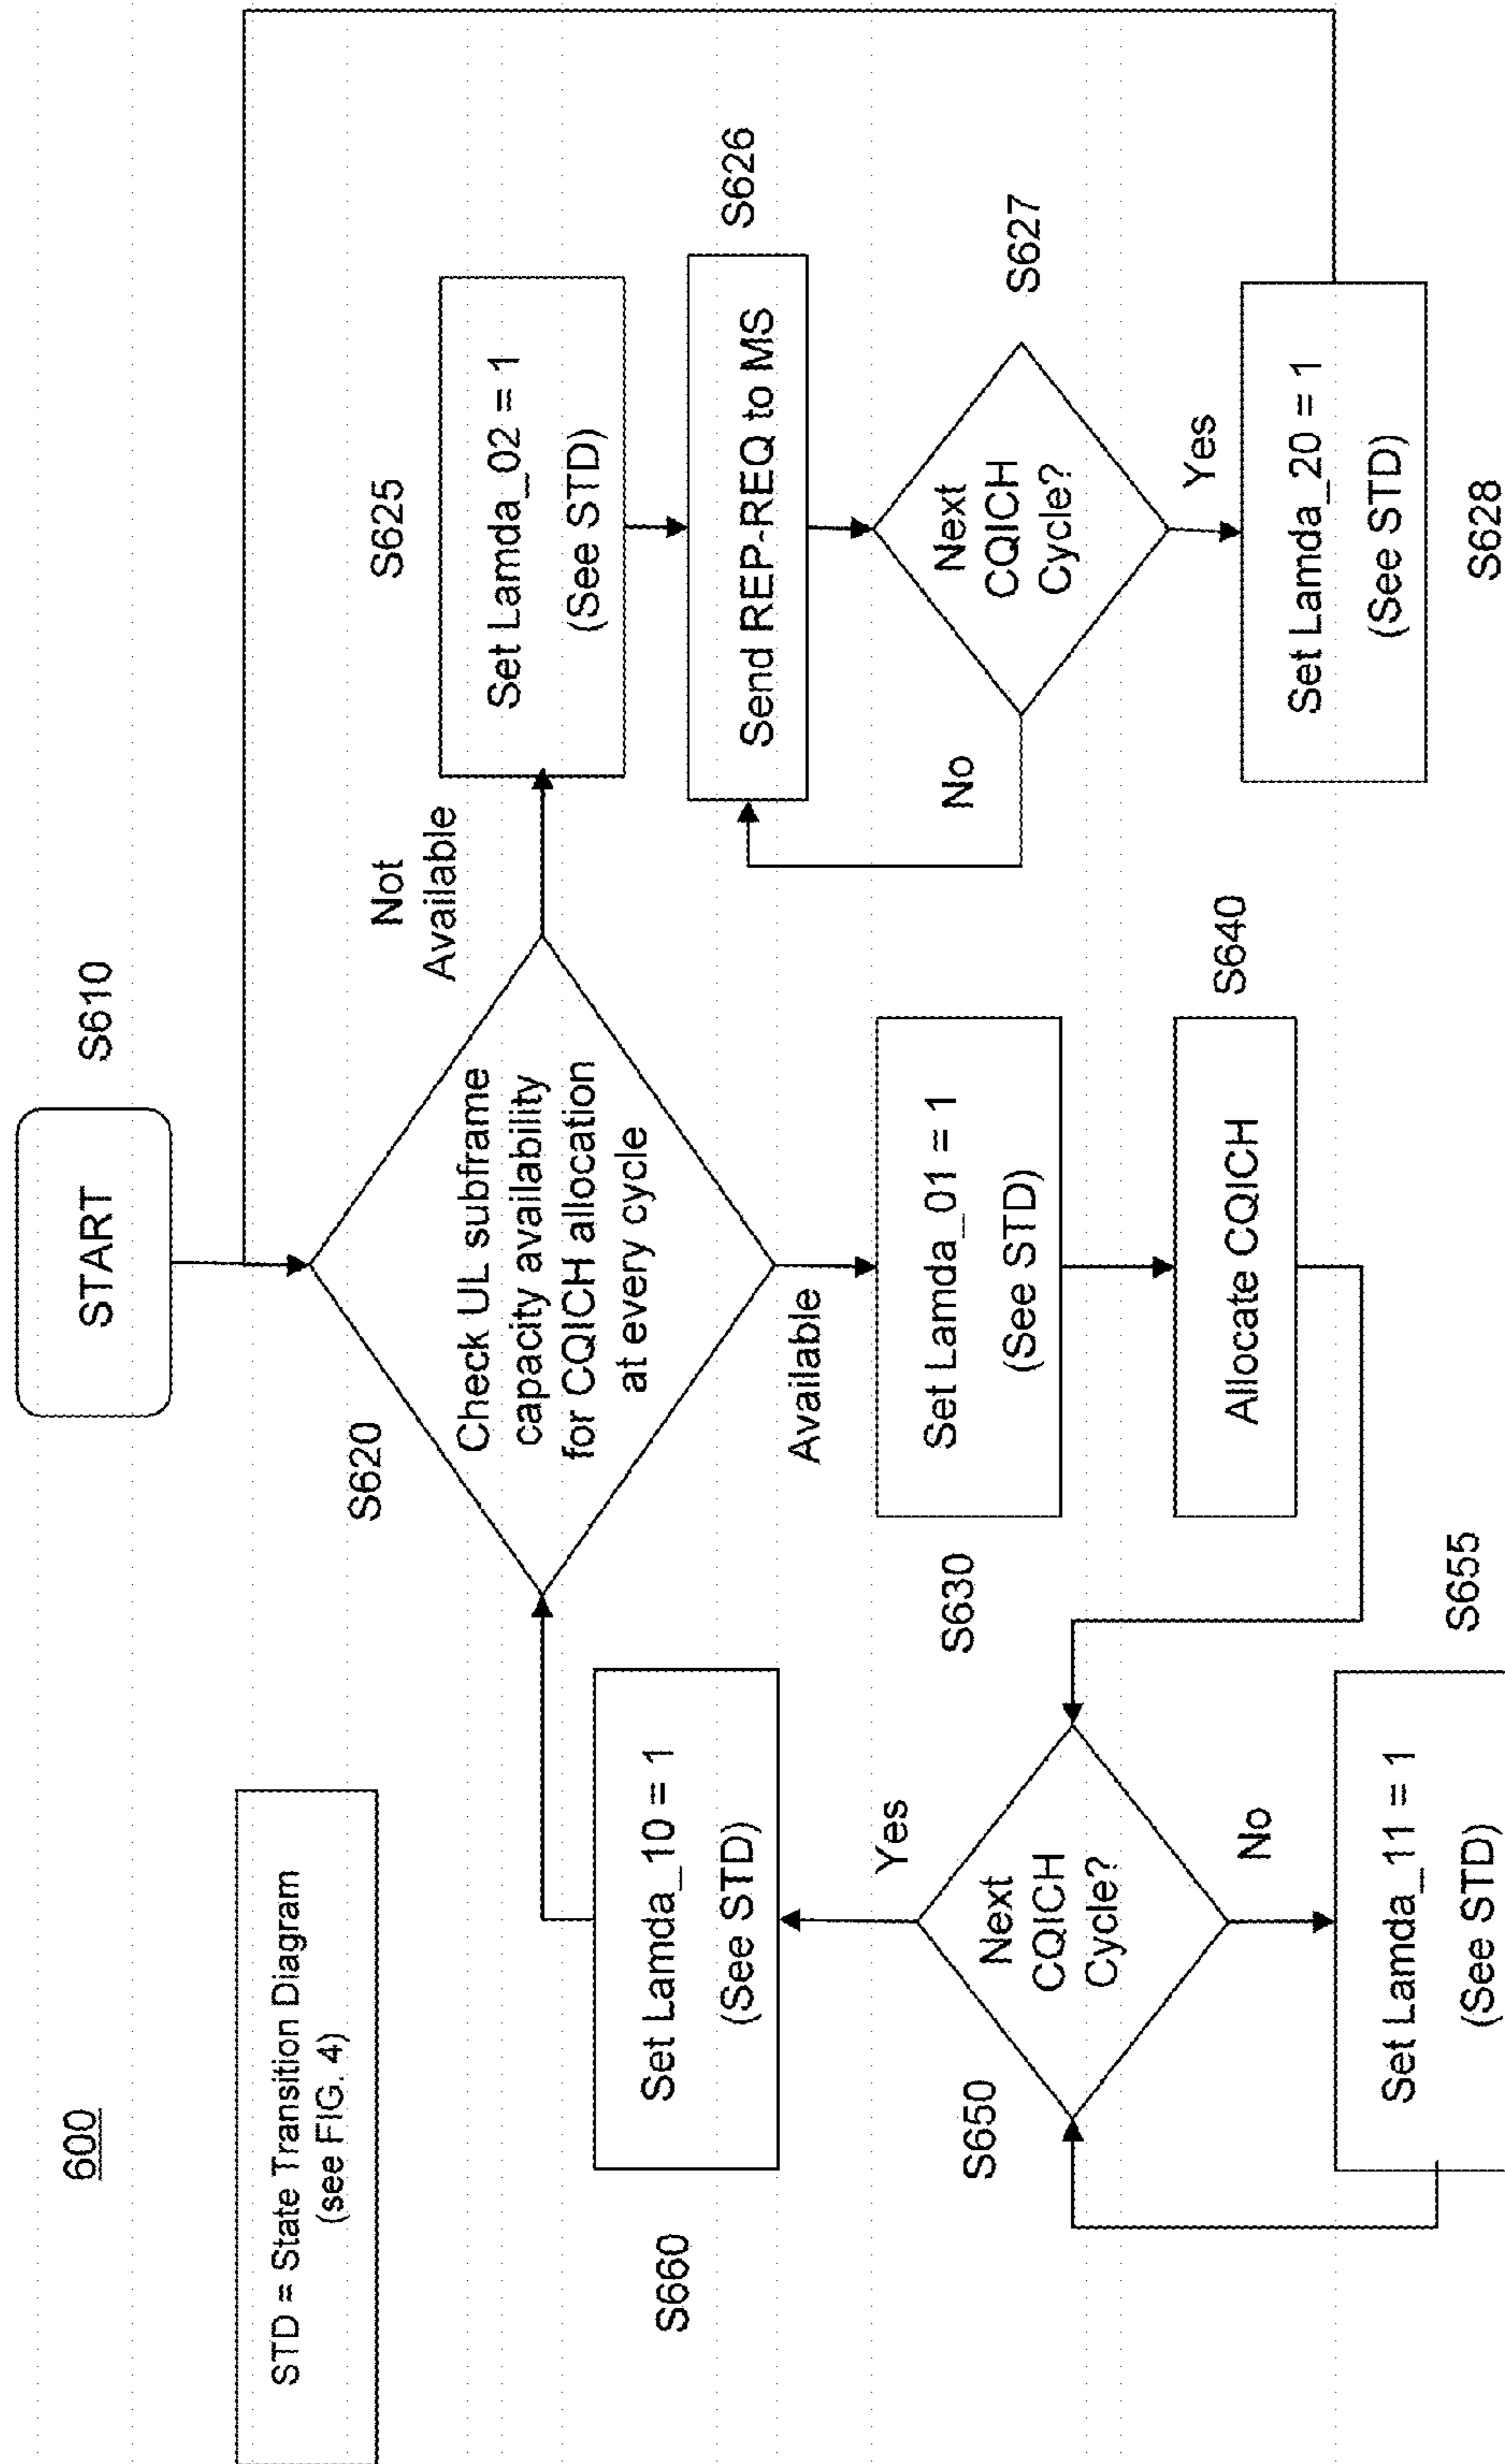 600
STD = State Transition Diagram
(see FIG. 4)
START
S610
S620
Check UL subframe
capacity availability
for CQICH allocation
at every cycle
Not
Available
S625
Set Lamda_02 = 1
(See STD)
S626
Send REP-REQ to MS
S627
Next
CQICH
Cycle?
No
Yes
Set Lamda_20 = 1
(See STD)
S628
Available
S630
Set Lamda_01 = 1
(See STD)
S640
Allocate CQICH
S650
Next
CQICH
Cycle?
Yes
No
S660
Set Lamda_10 = 1
(See STD)
S655
Set Lamda_11 = 1
(See STD)